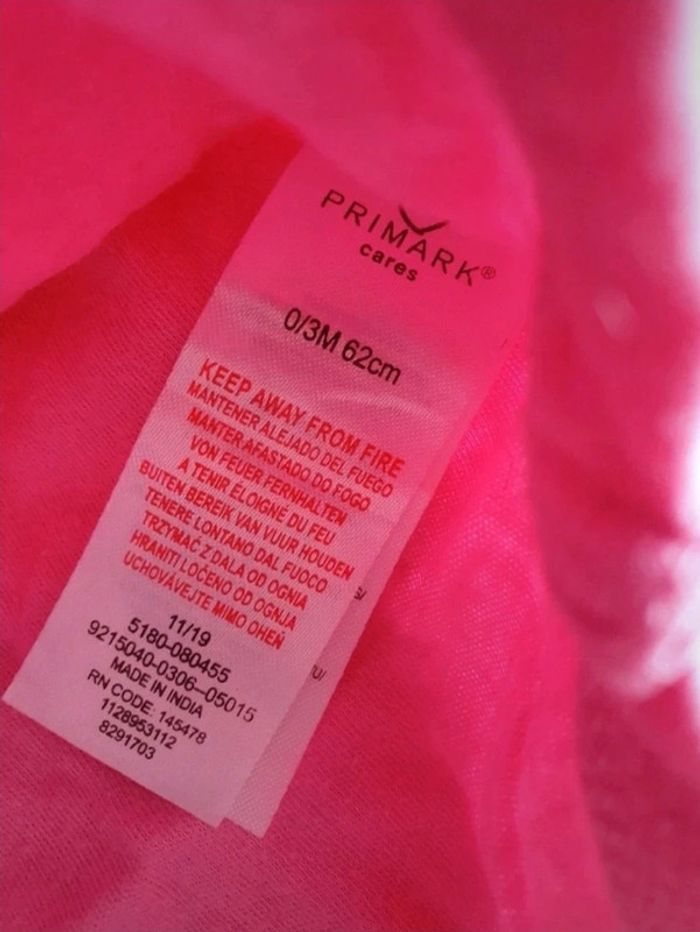 PRIMARK®
cares
0/3M 62cm
KEEP AWAY FROM FIRE
MANTENER ALEJADO DEL FUEGO
MANTER AFASTADO DO FOGO
VON FEUER FERNHALTEN
A TENIR ÉLOIGNÉ DU FEU
BUITEN BEREIK VAN VUUR HOUDEN
TENERE LONTANO DAL FUOCO
TRZYMAĆ Z DALA OD OGNIA
HRANITI LOČENO OD OGNJA
UCHOVÁVEJTE MIMO OHEŇ
11/19
5180-080455
9215040-0306--05015
MADE IN INDIA
RN CODE: 145478
1128953112
8291703